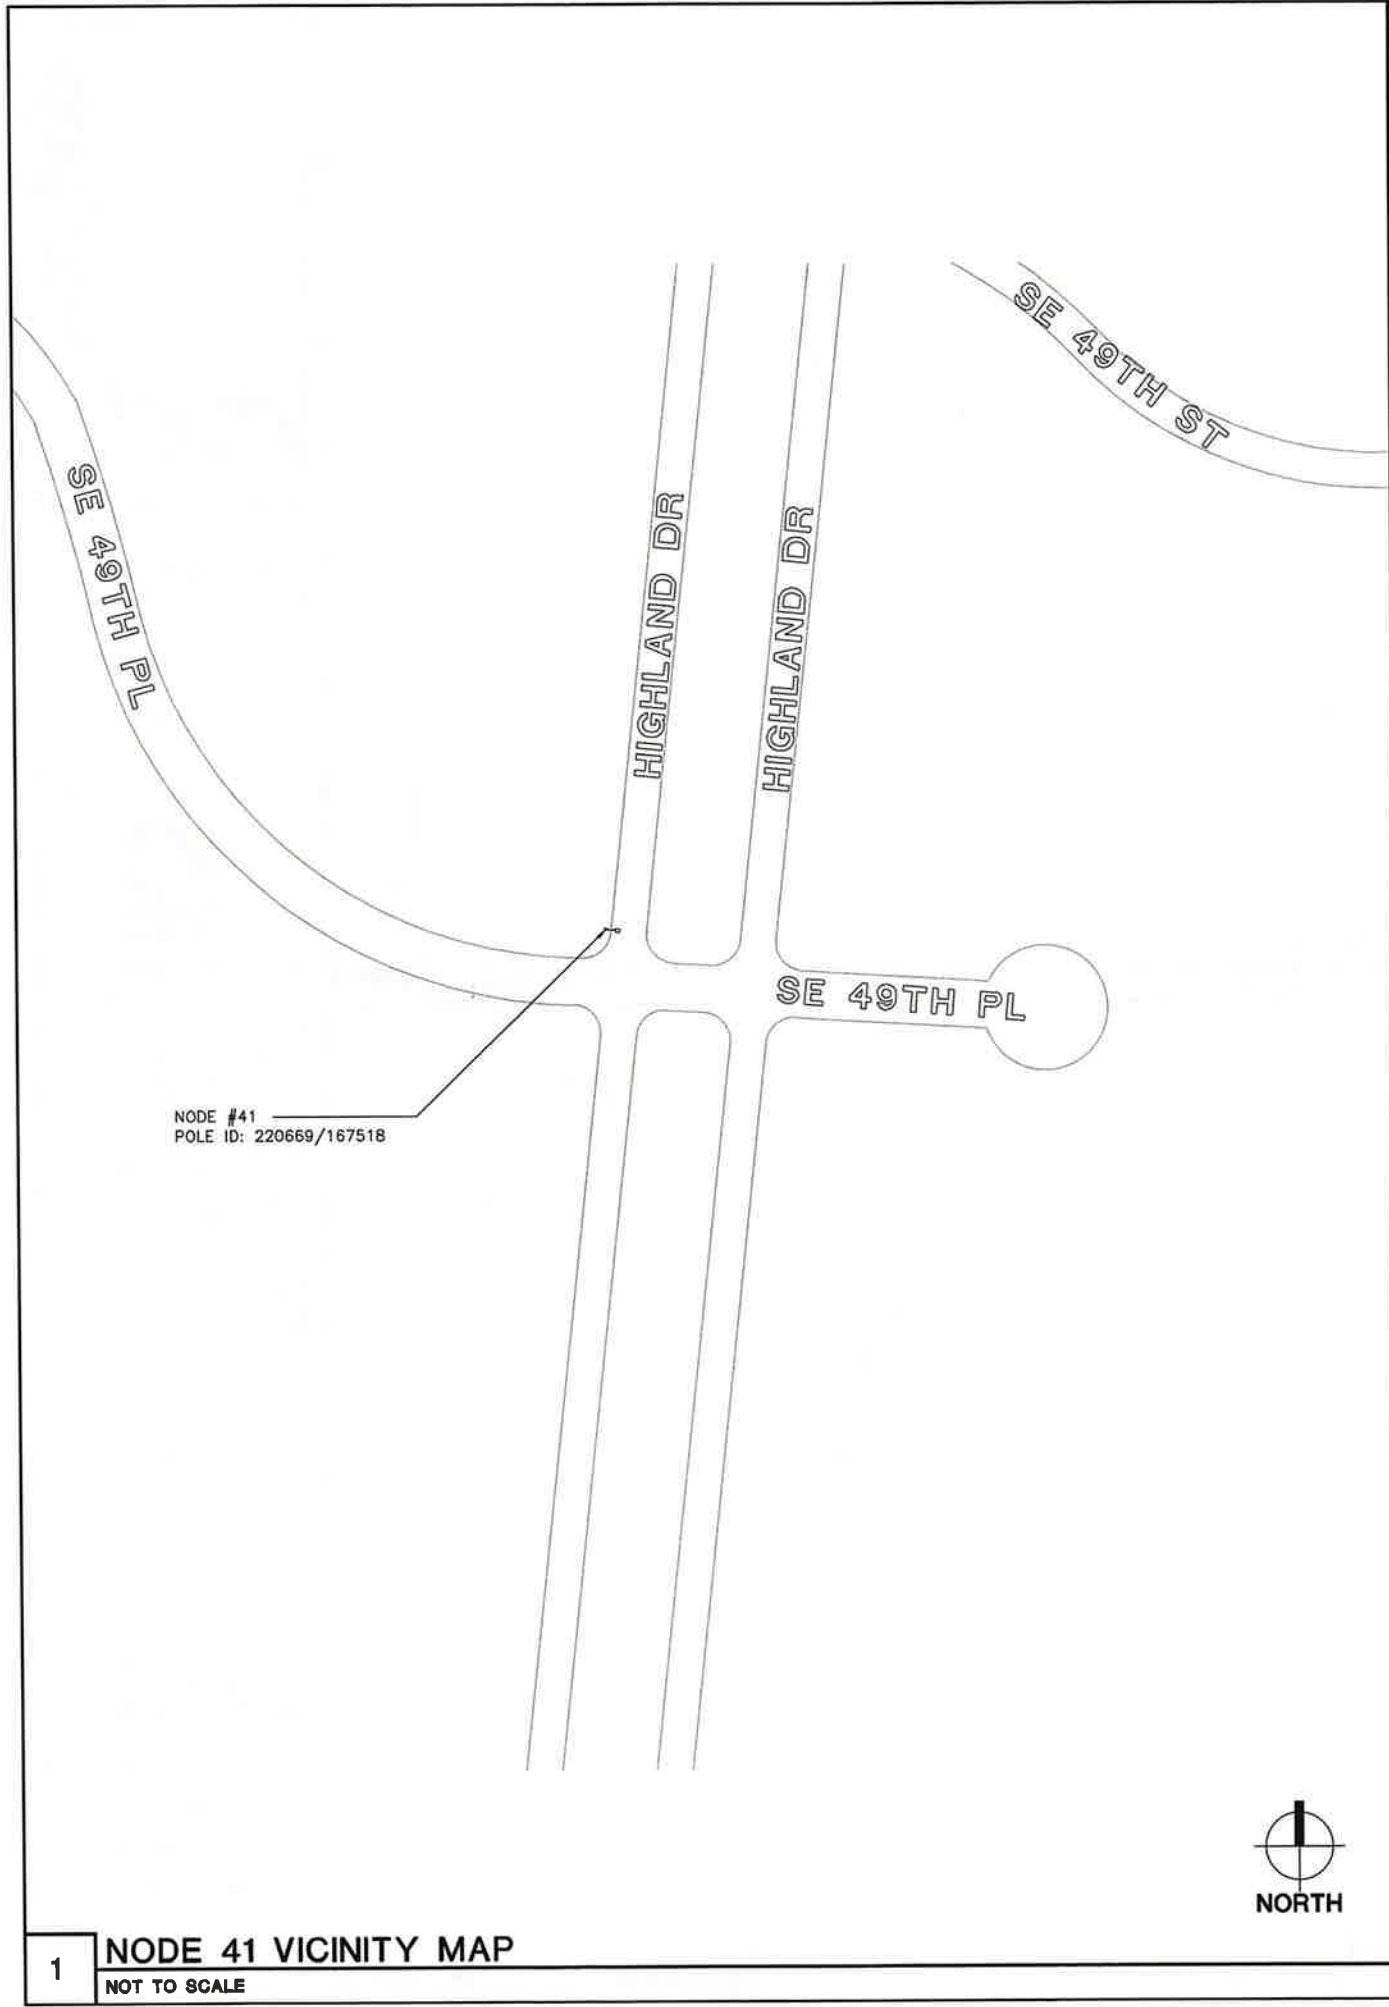 SE 49TH ST
SE 49TH PL
HIGHLAND DR
HIGHLAND DR
SE 49TH PL
NODE #41
POLE ID: 220669/167518
NORTH
1
NODE 41 VICINITY MAP
NOT TO SCALE